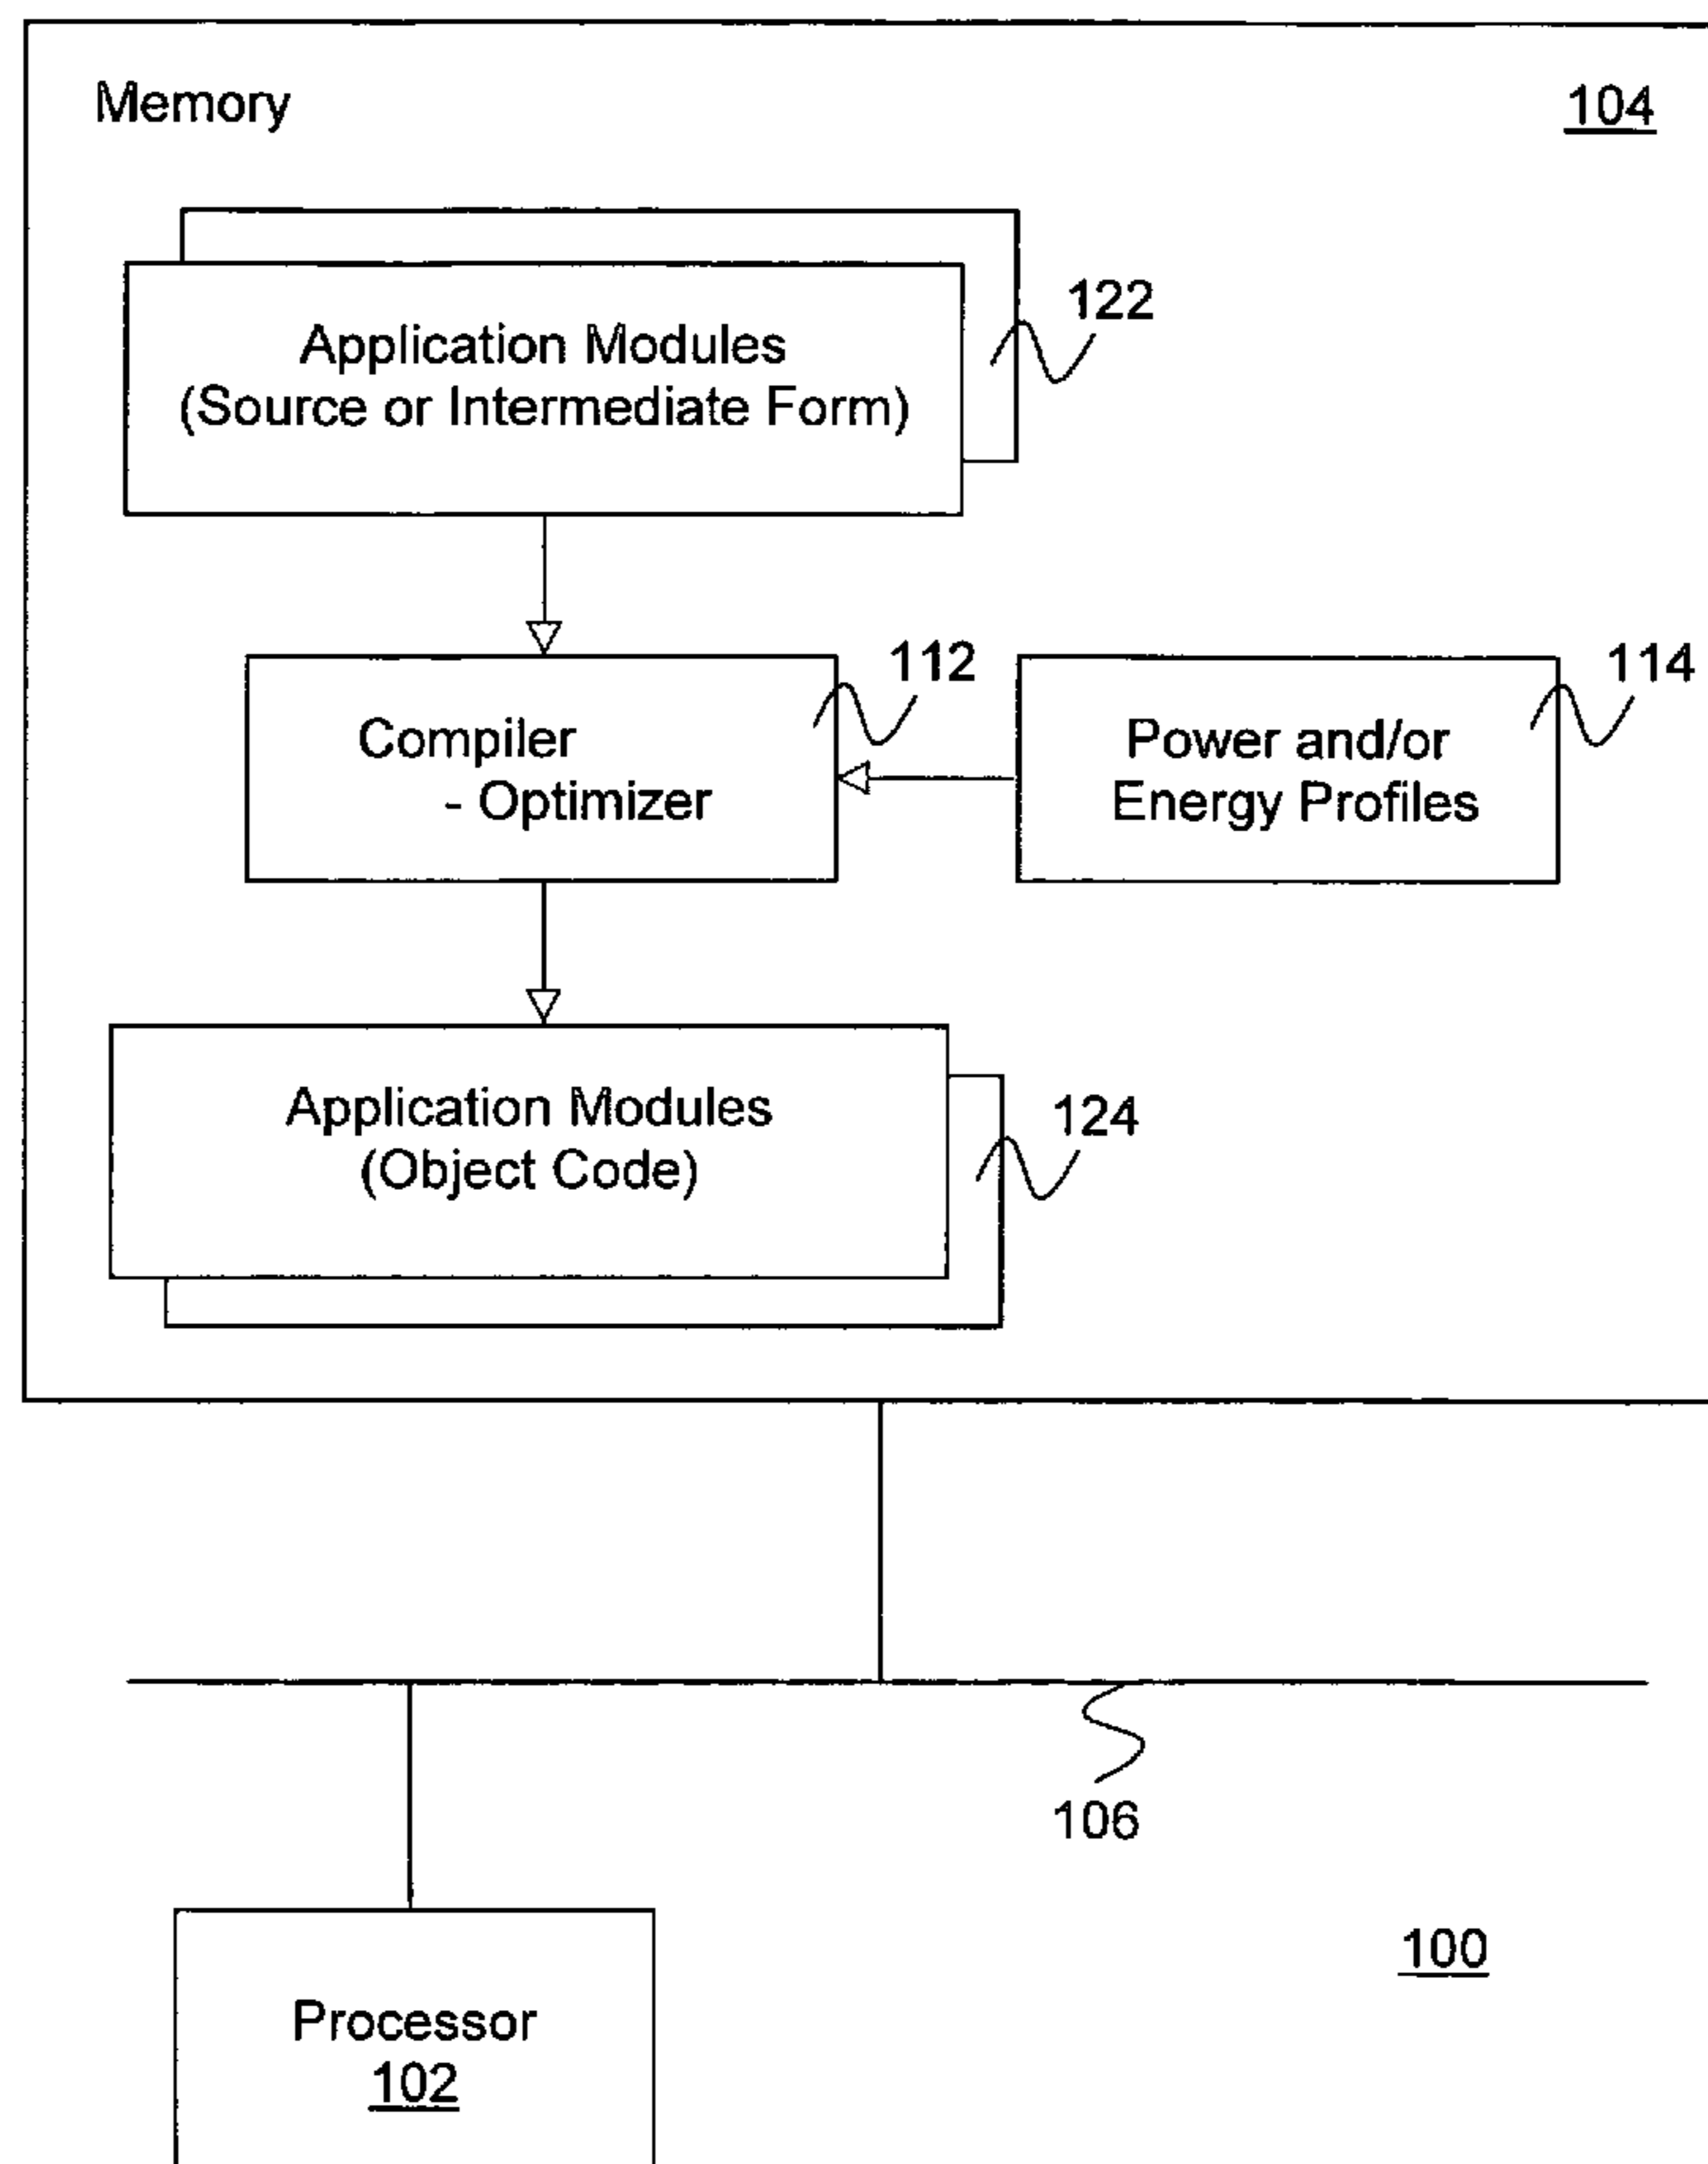 Memory
104
122
Application Modules
(Source or Intermediate Form)
112
114
Compiler
- Optimizer
Power and/or
Energy Profiles
124
Application Modules
(Object Code)
106
100
Processor
102